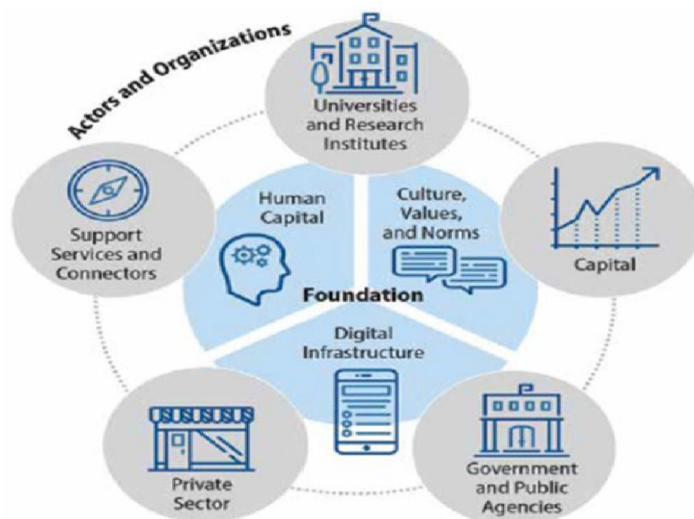 Actors and Organizations
Universities
and Research
Institutes
Support
Services and
Connectors
Human
Capital
Culture,
Values,
and Norms
Capital
Foundation
Digital
Infrastructure
Private
Sector
Government
and Public
Agencies